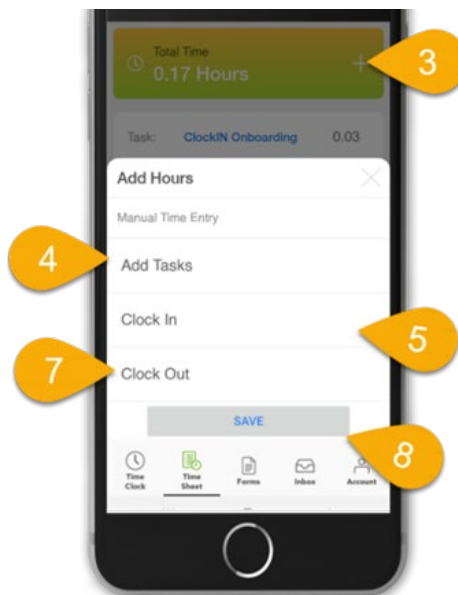 Total Time
0.17 Hours
3
Task: ClockIN Onboarding 0.03
Add Hours
Manual Time Entry
4
Add Tasks
Clock In
5
7
Clock Out
SAVE
8
Time Clock
Time Sheet
Forms
Inbox
Account